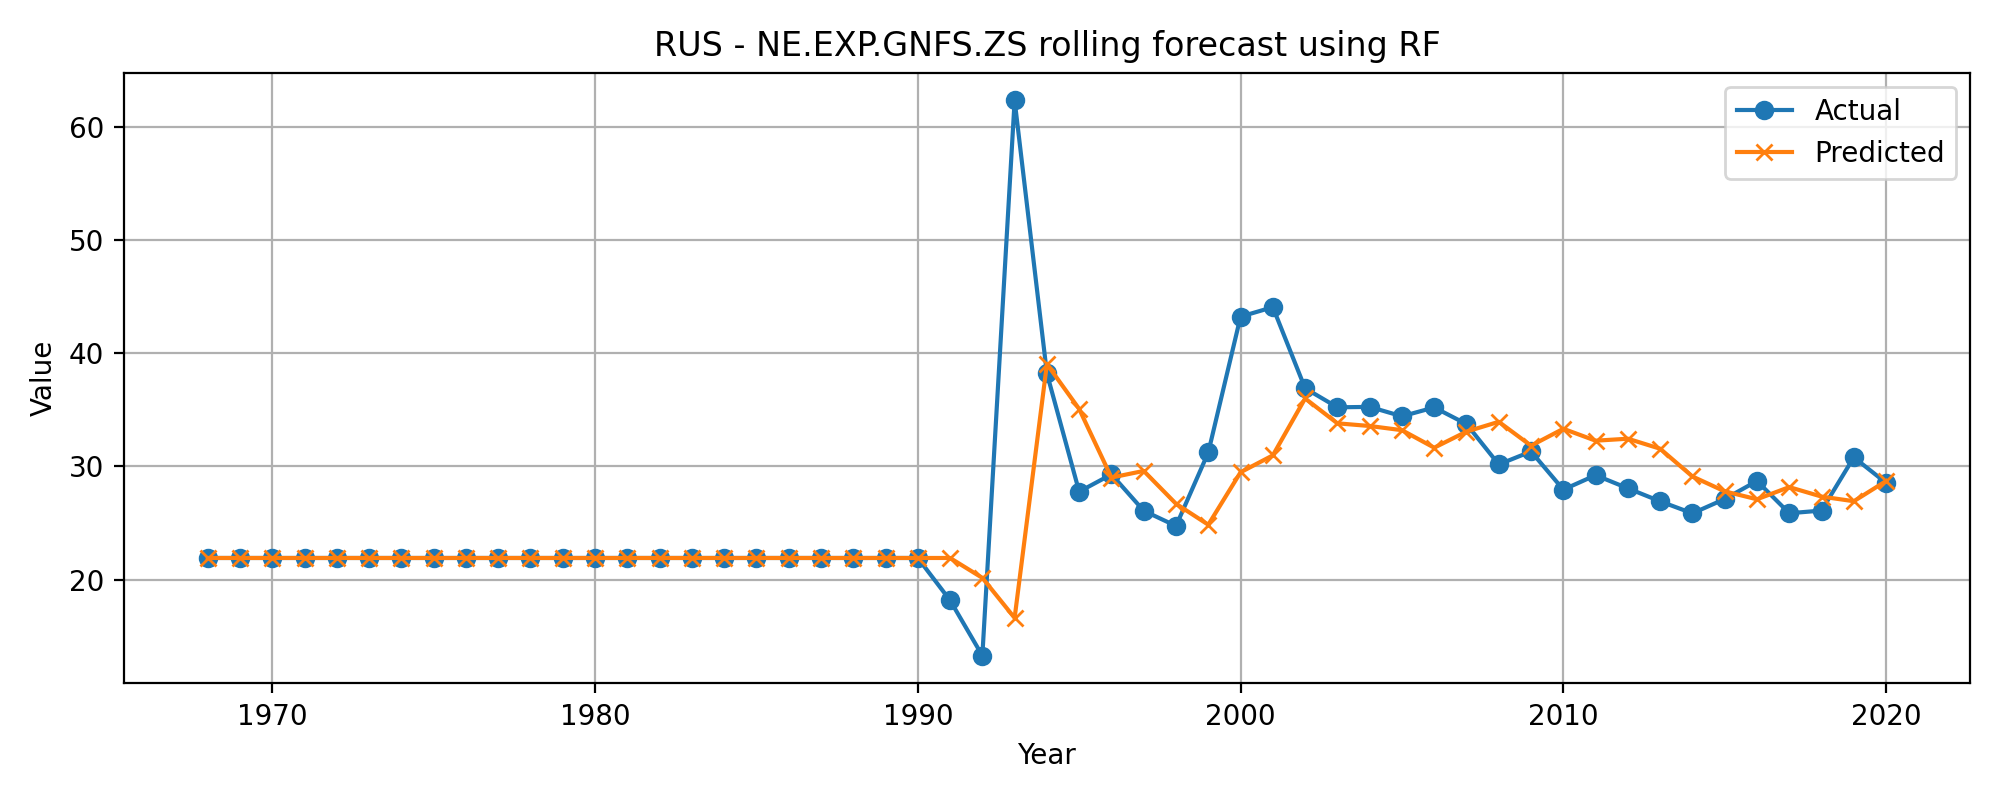 RUS - NE.EXP.GNFS.ZS rolling forecast using RF
Actual
Predicted
60
50
40
30
20
Value
1970
1980
1990
2000
2010
2020
Year